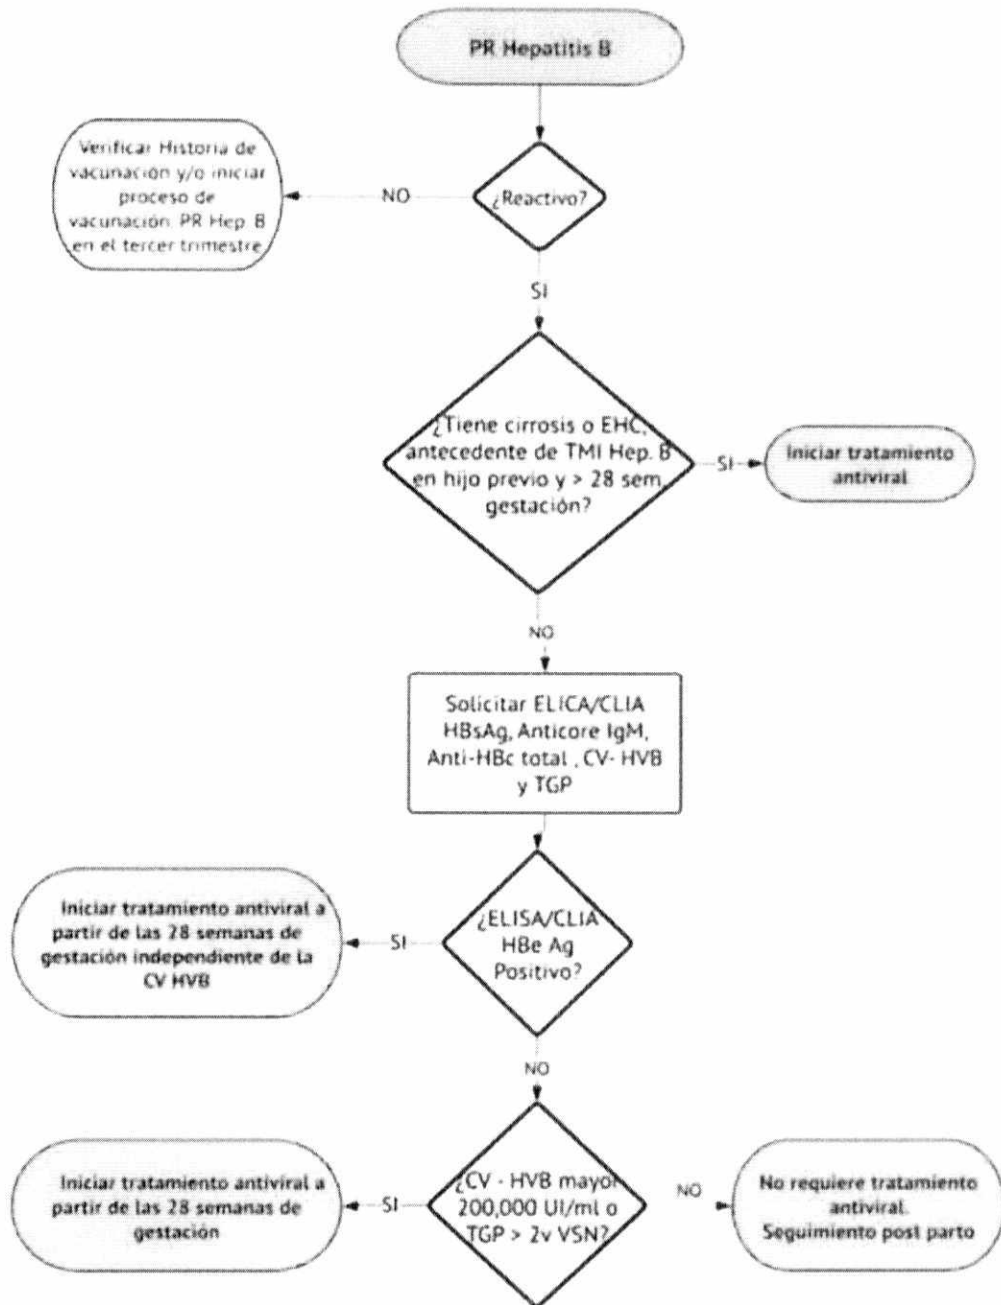 PR Hepatitis B
Verificar Historia de
vacunación y/o iniciar
proceso de
vacunación. PR Hep. B
en el tercer trimestre
NO
¿Reactivo?
SI
¿Tiene cirrosis o EHC,
antecedente de TMI Hep. B
en hijo previo y > 28 sem.
gestación?
SI
Iniciar tratamiento
antiviral
NO
Solicitar ELICA/CLIA
HBsAg, Anticore IgM,
Anti-HBc total , CV- HVB
y TGP
Iniciar tratamiento antiviral a
partir de las 28 semanas de
gestación independiente de la
CV HVB
SI
¿ELISA/CLIA
HBe Ag
Positivo?
NO
Iniciar tratamiento antiviral a
partir de las 28 semanas de
gestación
SI
¿CV - HVB mayor
200,000 UI/ml o
TGP > 2v VSN?
NO
No requiere tratamiento
antiviral.
Seguimiento post parto